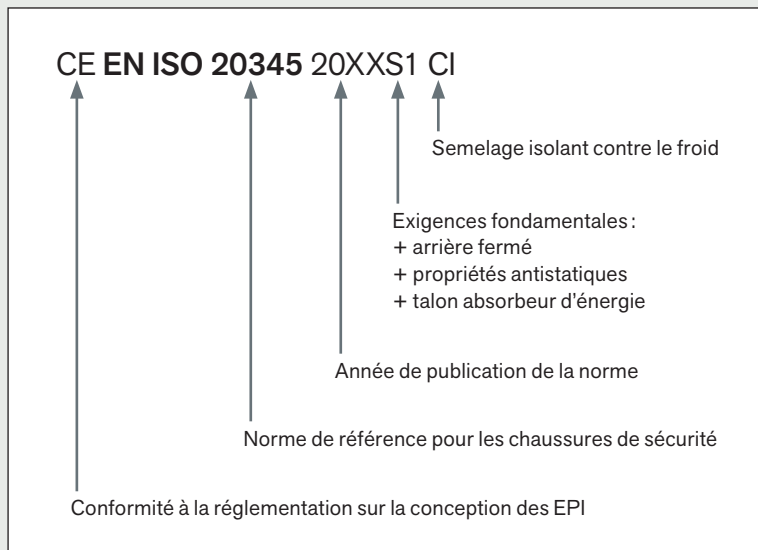 CE EN ISO 20345 20XXS1 CI
Semelage isolant contre le froid
Exigences fondamentales :
+ arrière fermé
+ propriétés antistatiques
+ talon absorbeur d’énergie
Année de publication de la norme
Norme de référence pour les chaussures de sécurité
Conformité à la réglementation sur la conception des EPI